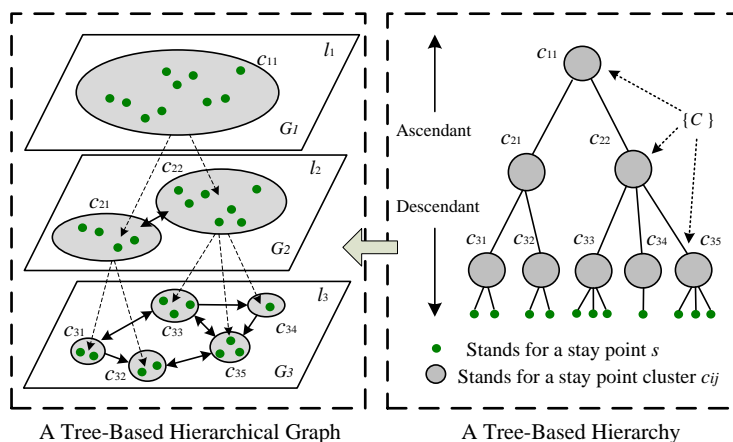 c11
l1
G1
c22
l2
c21
G2
l3
c31
c33
c34
c32
c35
G3
A Tree-Based Hierarchical Graph
c11
Ascendant
{C}
c21
c22
Descendant
c31
c32
c33
c34
c35
Stands for a stay point s
Stands for a stay point cluster cij
A Tree-Based Hierarchy